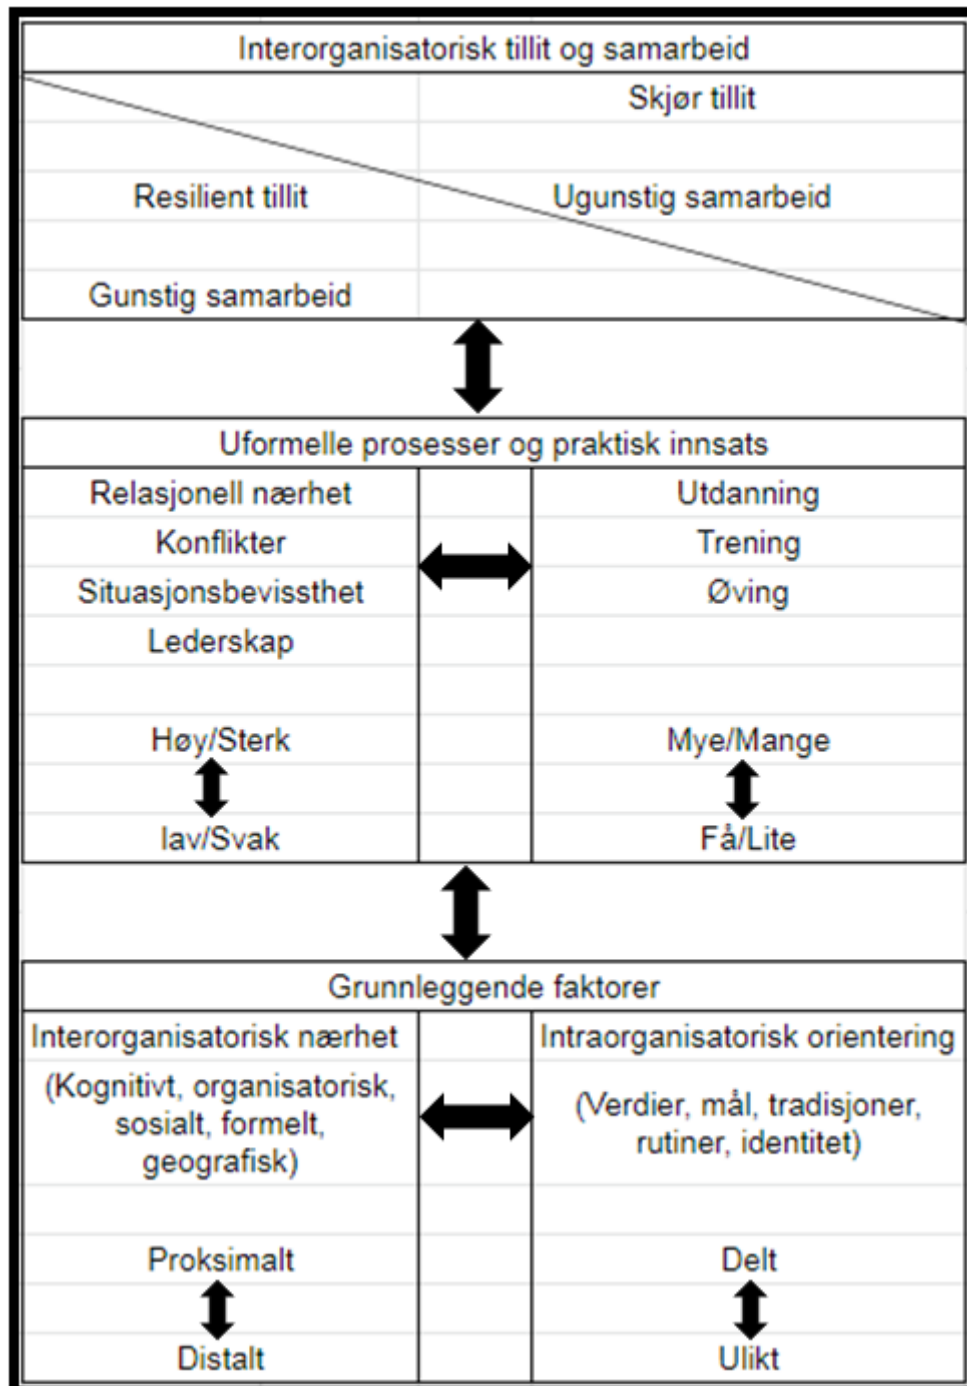 Interorganisatorisk tillit og samarbeid
Skjør tillit
Resilient tillit
Ugunstig samarbeid
Gunstig samarbeid
Uformelle prosesser og praktisk innsats
Relasjonell nærhet
Utdanning
Konflikter
Trening
Situasjonsbevissthet
Øving
Lederskap
Høy/Sterk
Mye/Mange
lav/Svak
Få/Lite
Grunnleggende faktorer
Interorganisatorisk nærhet
Intraorganisatorisk orientering
(Kognitivt, organisatorisk,
sosialt, formelt,
geografisk)
(Verdier, mål, tradisjoner,
rutiner, identitet)
Proksimalt
Delt
Distalt
Ulikt